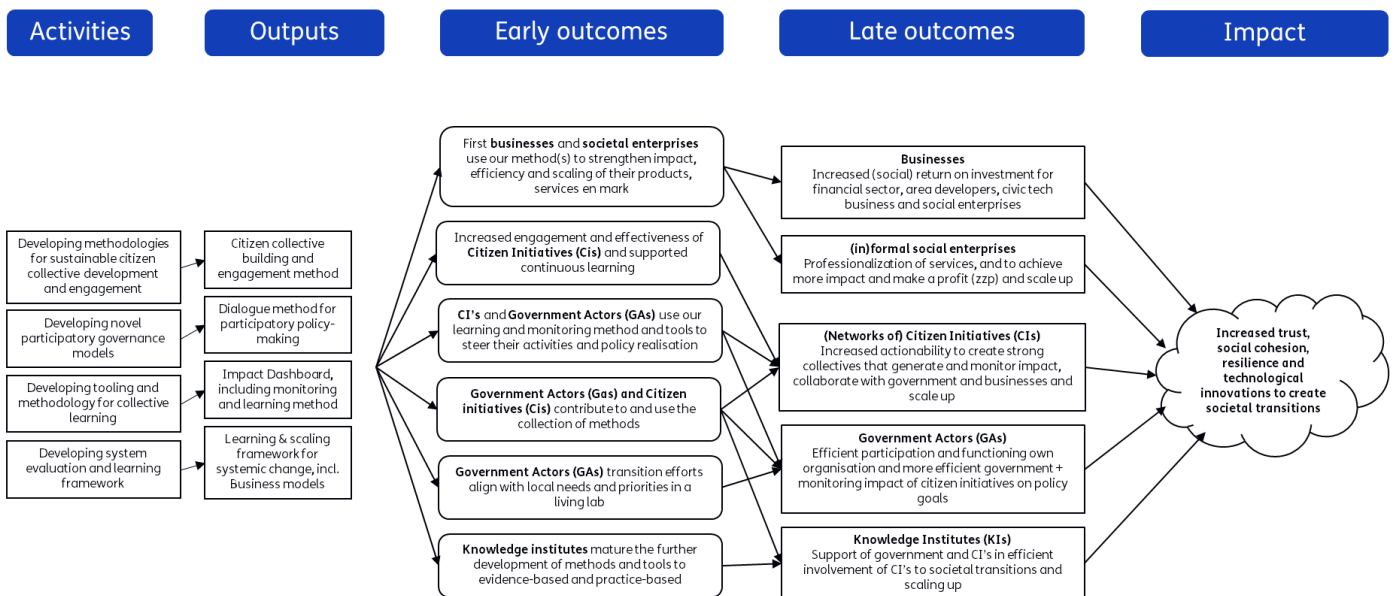 Activities
Outputs
Early outcomes
Late outcomes
Impact
Developing methodologies
for sustainable citizen
collective development
and engagement
Developing novel
participatory governance
models
Developing tooling and
methodology for collective
learning
Developing system
evaluation and learning
framework
Citizen collective
building and
engagement method
Dialogue method for
participatory policy-
making
Impact Dashboard,
including monitoring
and learning method
Learning & scaling
framework for
systemic change, incl.
Business models
First businesses and societal enterprises
use our method(s) to strengthen impact,
efficiency and scaling of their products,
services en mark
Increased engagement and effectiveness of
Citizen Initiatives (Cis) and supported
continuous learning
CI's and Government Actors (GAs) use our
learning and monitoring method and tools to
steer their activities and policy realisation
Government Actors (Gas) and Citizen
initiatives (Cis) contribute to and use the
collection of methods
Government Actors (GAs) transition efforts
align with local needs and priorities in a
living lab
Knowledge institutes mature the further
development of methods and tools to
evidence-based and practice-based
Businesses
Increased (social) return on investment for
financial sector, area developers, civic tech
business and social enterprises
(in)formal social enterprises
Professionalization of services, and to achieve
more impact and make a profit (zzp) and scale up
(Networks of) Citizen Initiatives (CIs)
Increased actionability to create strong
collectives that generate and monitor impact,
collaborate with government and businesses and
scale up
Government Actors (GAs)
Efficient participation and functioning own
organisation and more efficient government +
monitoring impact of citizen initiatives on policy
goals
Knowledge Institutes (KIs)
Support of government and CI's in efficient
involvement of CI's to societal transitions and
scaling up
Increased trust,
social cohesion,
resilience and
technological
innovations to create
societal transitions